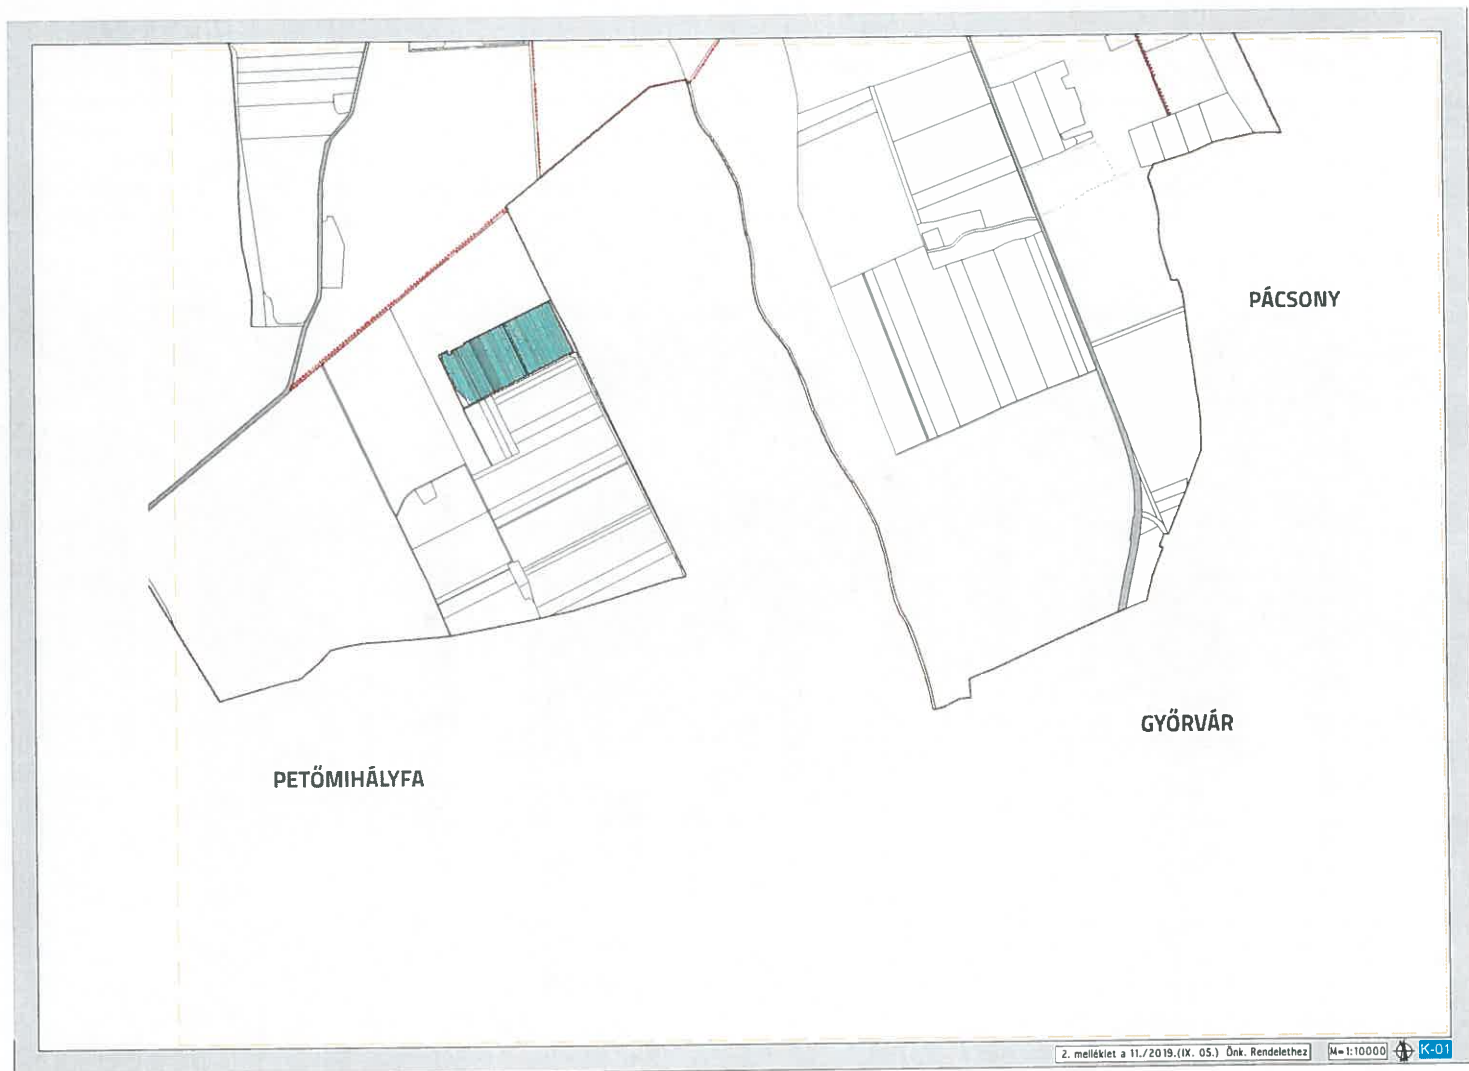 PÁCSONY
GYŐRVÁR
PETŐMIHÁLYFA
2. melléklet a 11./2019.(IX. 05.) Önk. Rendelethez
M=1:10000
K-01